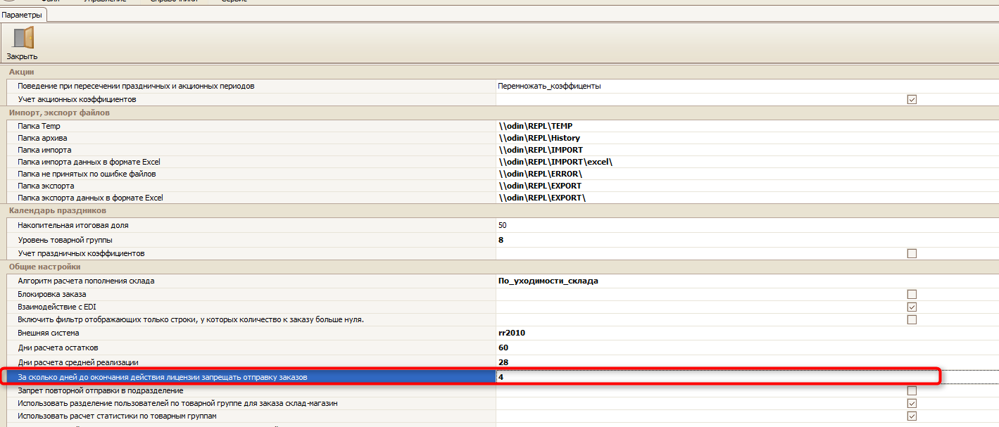 Файл Управление Справочники Сервис
Параметры
Закрыть
Акции
Поведение при пересечении праздничных и акционных периодов Перемножать_коэффиценты
Учет акционных коэффициентов
Импорт, экспорт файлов
Папка Temp \\odin\REPL\TEMP
Папка архива \\odin\REPL\History
Папка импорта \\odin\REPL\IMPORT
Папка импорта данных в формате Excel \\odin\REPL\IMPORT\excel\
Папка не принятых по ошибке файлов \\odin\REPL\ERROR\
Папка экспорта \\odin\REPL\EXPORT
Папка экспорта данных в формате Excel \\odin\REPL\EXPORT\
Календарь праздников
Накопительная итоговая доля 50
Уровень товарной группы 8
Учет праздничных коэффициентов
Общие настройки
Алгоритм расчета пополнения склада По_уходимости_склада
Блокировка заказа
Взаимодействие с EDI
Включить фильтр отображающих только строки, у которых количество к заказу больше нуля.
Внешняя система rr2010
Дни расчета остатков 60
Дни расчета средней реализации 28
За сколько дней до окончания действия лицензии запрещать отправку заказов 4
Запрет повторной отправки в подразделение
Использовать разделение пользователей по товарной группе для заказа склад-магазин
Использовать расчет статистики по товарным группам